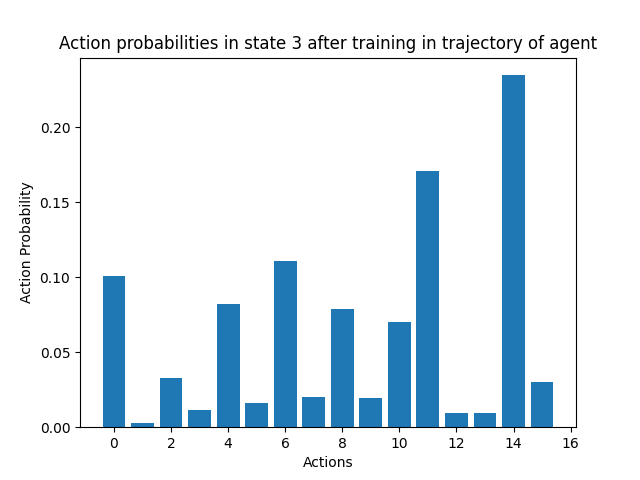 Action probabilities in state 3 after training in trajectory of agent
Action Probability
0.20
0.15
0.10
0.05
0.00
0 2 4 6 8 10 12 14 16
Actions